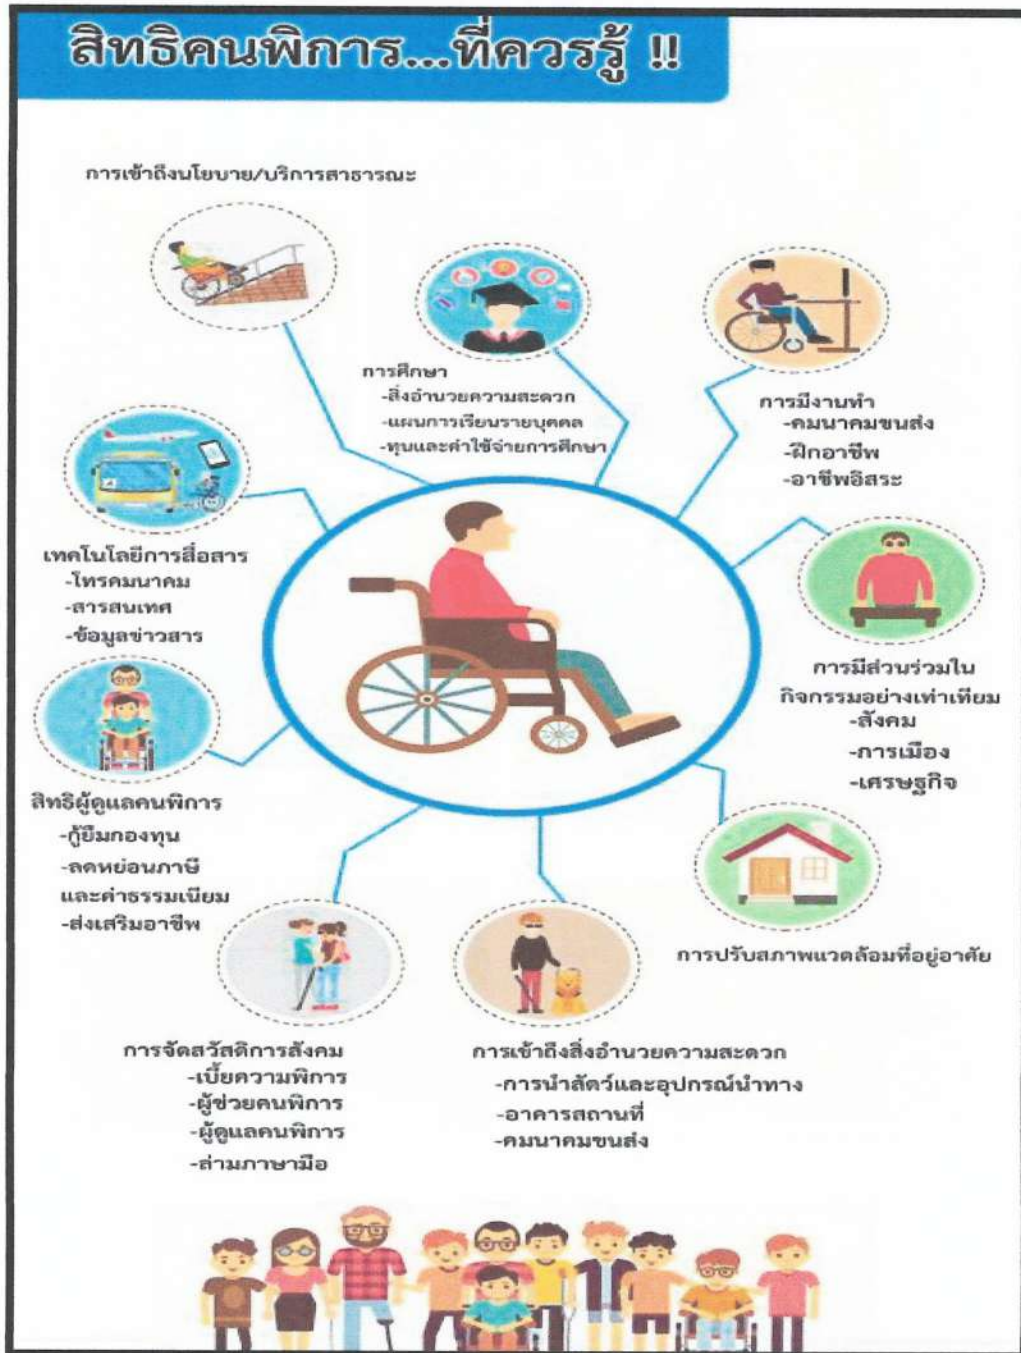 สิทธิคนพิการ...ที่ควรรู้ !!
การเข้าถึงนโยบาย/บริการสาธารณะ
การศึกษา
-สิ่งอำนวยความสะดวก
-แผนการเรียนรายบุคคล
-ทุนและค่าใช้จ่ายการศึกษา
การมีงานทำ
-คมนาคมขนส่ง
-ฝึกอาชีพ
-อาชีพอิสระ
เทคโนโลยีการสื่อสาร
-โทรคมนาคม
-สารสนเทศ
-ข้อมูลข่าวสาร
การมีส่วนร่วมใน
กิจกรรมอย่างเท่าเทียม
-สังคม
-การเมือง
-เศรษฐกิจ
สิทธิผู้ดูแลคนพิการ
-กู้ยืมกองทุน
-ลดหย่อนภาษี
และค่าธรรมเนียม
-ส่งเสริมอาชีพ
การปรับสภาพแวดล้อมที่อยู่อาศัย
การจัดสวัสดิการสังคม
-เบี้ยความพิการ
-ผู้ช่วยคนพิการ
-ผู้ดูแลคนพิการ
-ล่ามภาษามือ
การเข้าถึงสิ่งอำนวยความสะดวก
-การนำสัตว์และอุปกรณ์นำทาง
-อาคารสถานที่
-คมนาคมขนส่ง